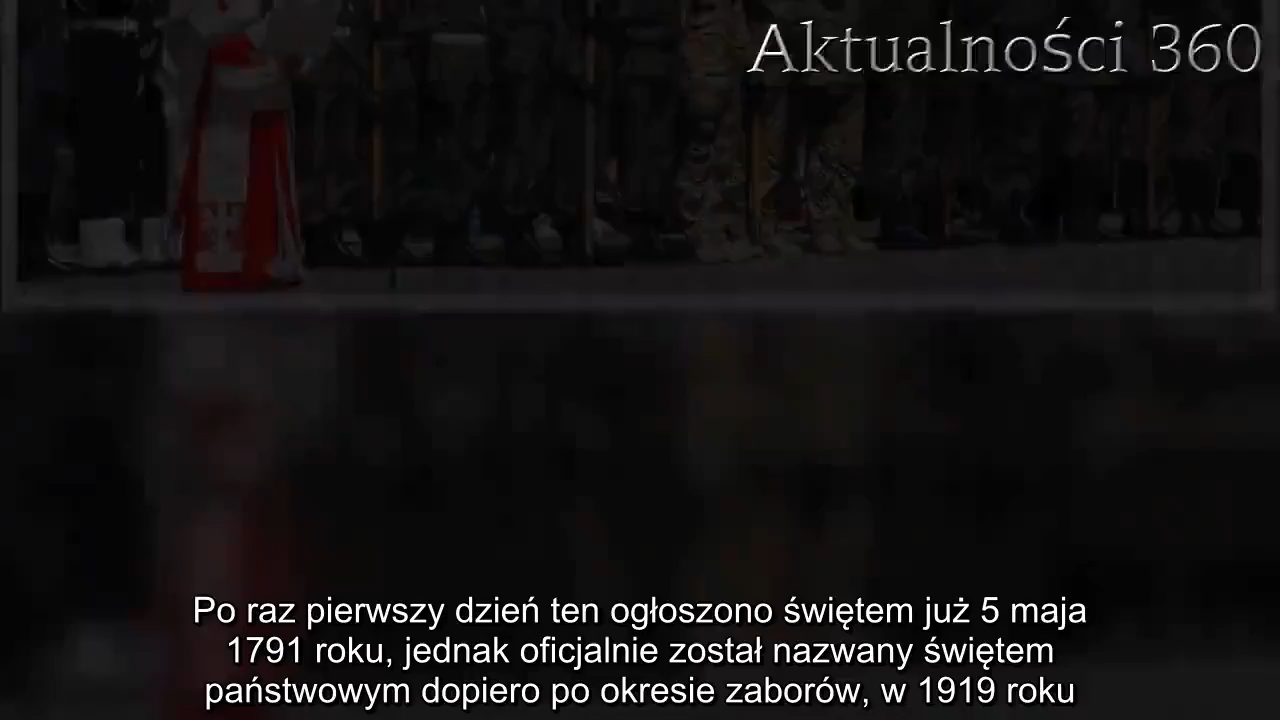 Aktualności 360
Po raz pierwszy dzień ten ogłoszono świętem już 5 maja
1791 roku, jednak oficjalnie został nazwany świętem
państwowym dopiero po okresie zaborów, w 1919 roku